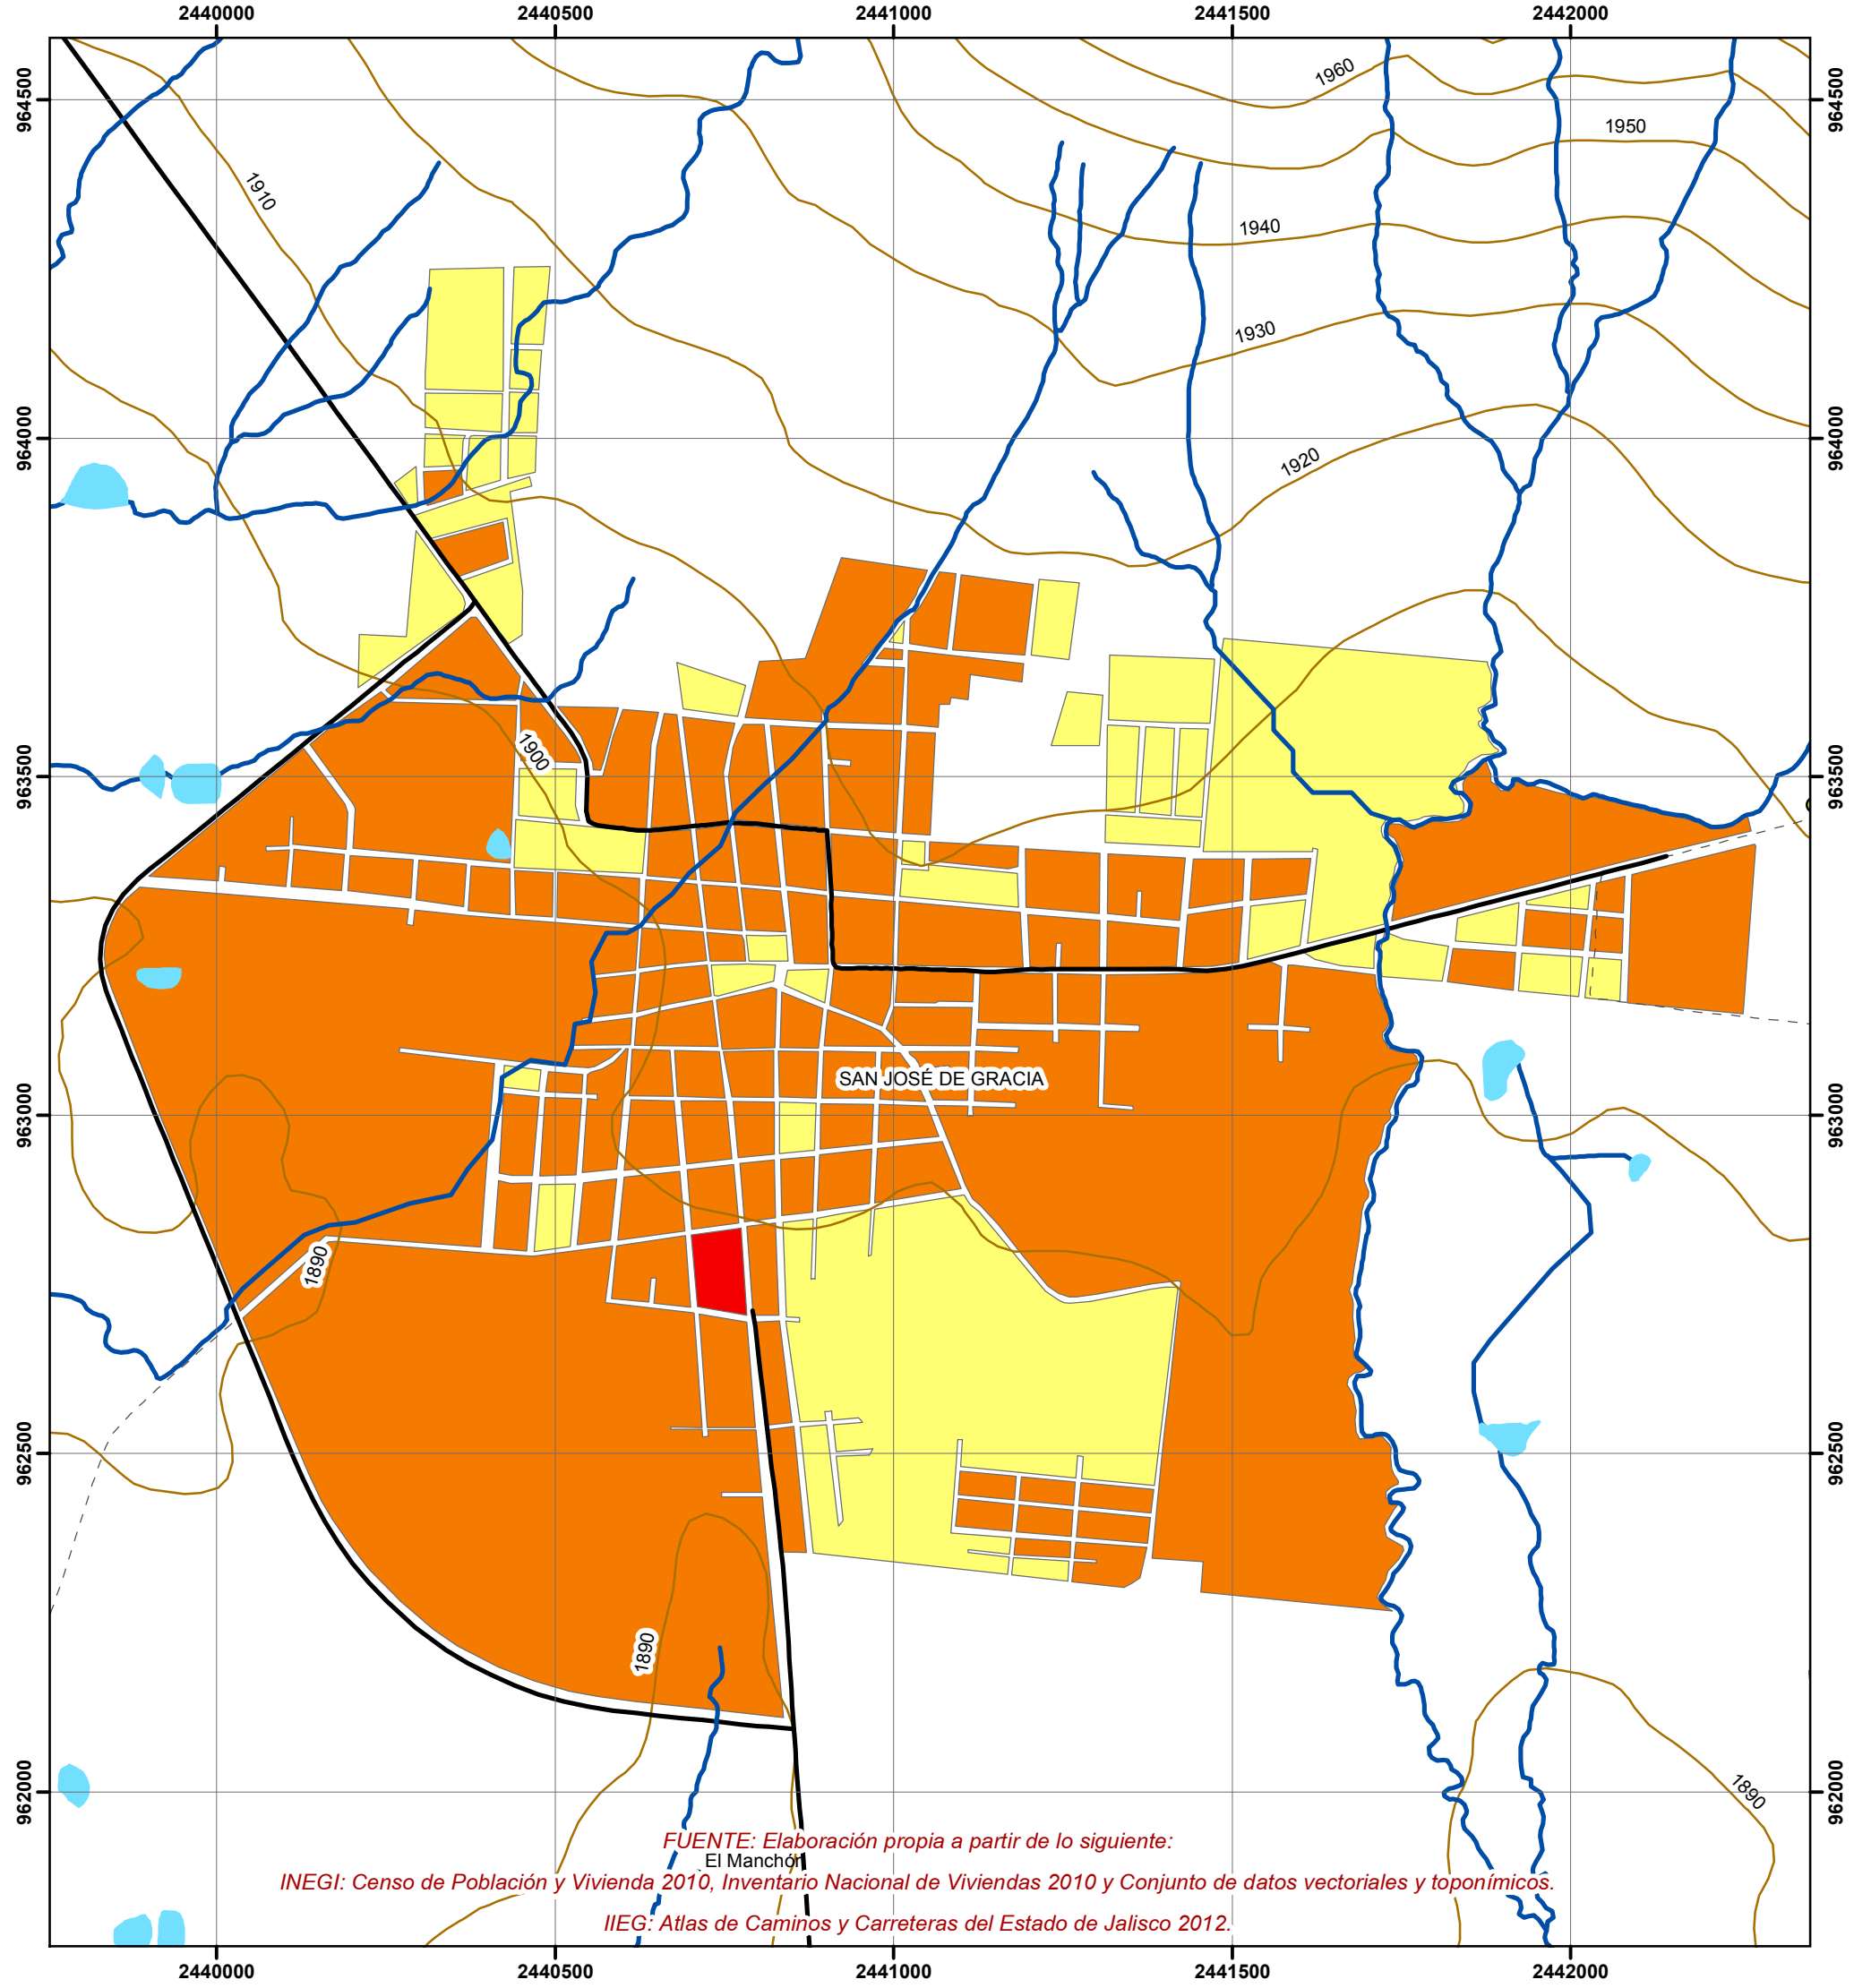 2440000 2440500 2441000 2441500 2442000
1960
964500 964500
1950
1910
1940
1930
1920
964000 964000
963500 963500
1900
SAN JOSÉ DE GRACIA
963000 963000
1890
962500 962500
1890
962000 962000
1890
FUENTE: Elaboración propia a partir de lo siguiente:
El Manchón
INEGI: Censo de Población y Vivienda 2010, Inventario Nacional de Viviendas 2010 y Conjunto de datos vectoriales y toponímicos.
IIEG: Atlas de Caminos y Carreteras del Estado de Jalisco 2012.
2440000 2440500 2441000 2441500 2442000